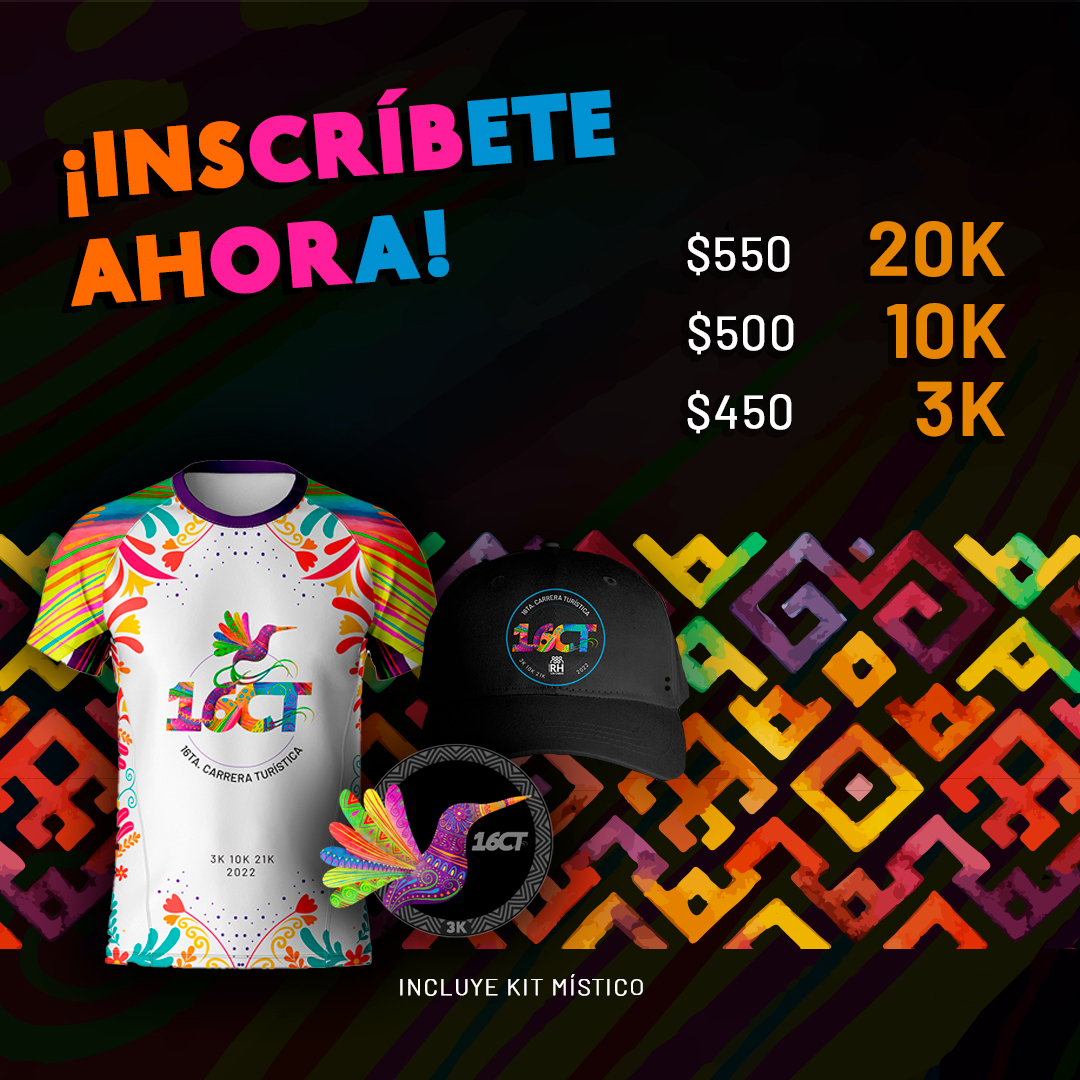 ¡INSCRÍBETE
AHORA!
$550 20K
$500 10K
$450 3K
16CT
16TA. CARRERA TURÍSTICA
3K 10K 21K
2022
16TA. CARRERA TURÍSTICA
16CT
RH
3K 10K 21K 2022
16CT
3K
INCLUYE KIT MÍSTICO